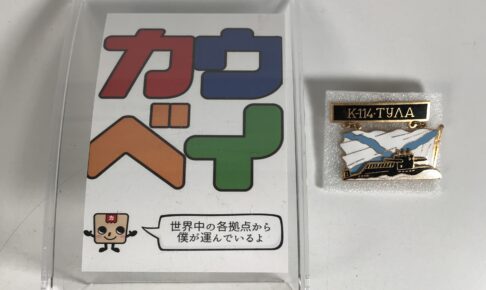 カウ
ベイ
カ
世界中の各拠点から
僕が運んでいるよ
К-114·ТУЛА